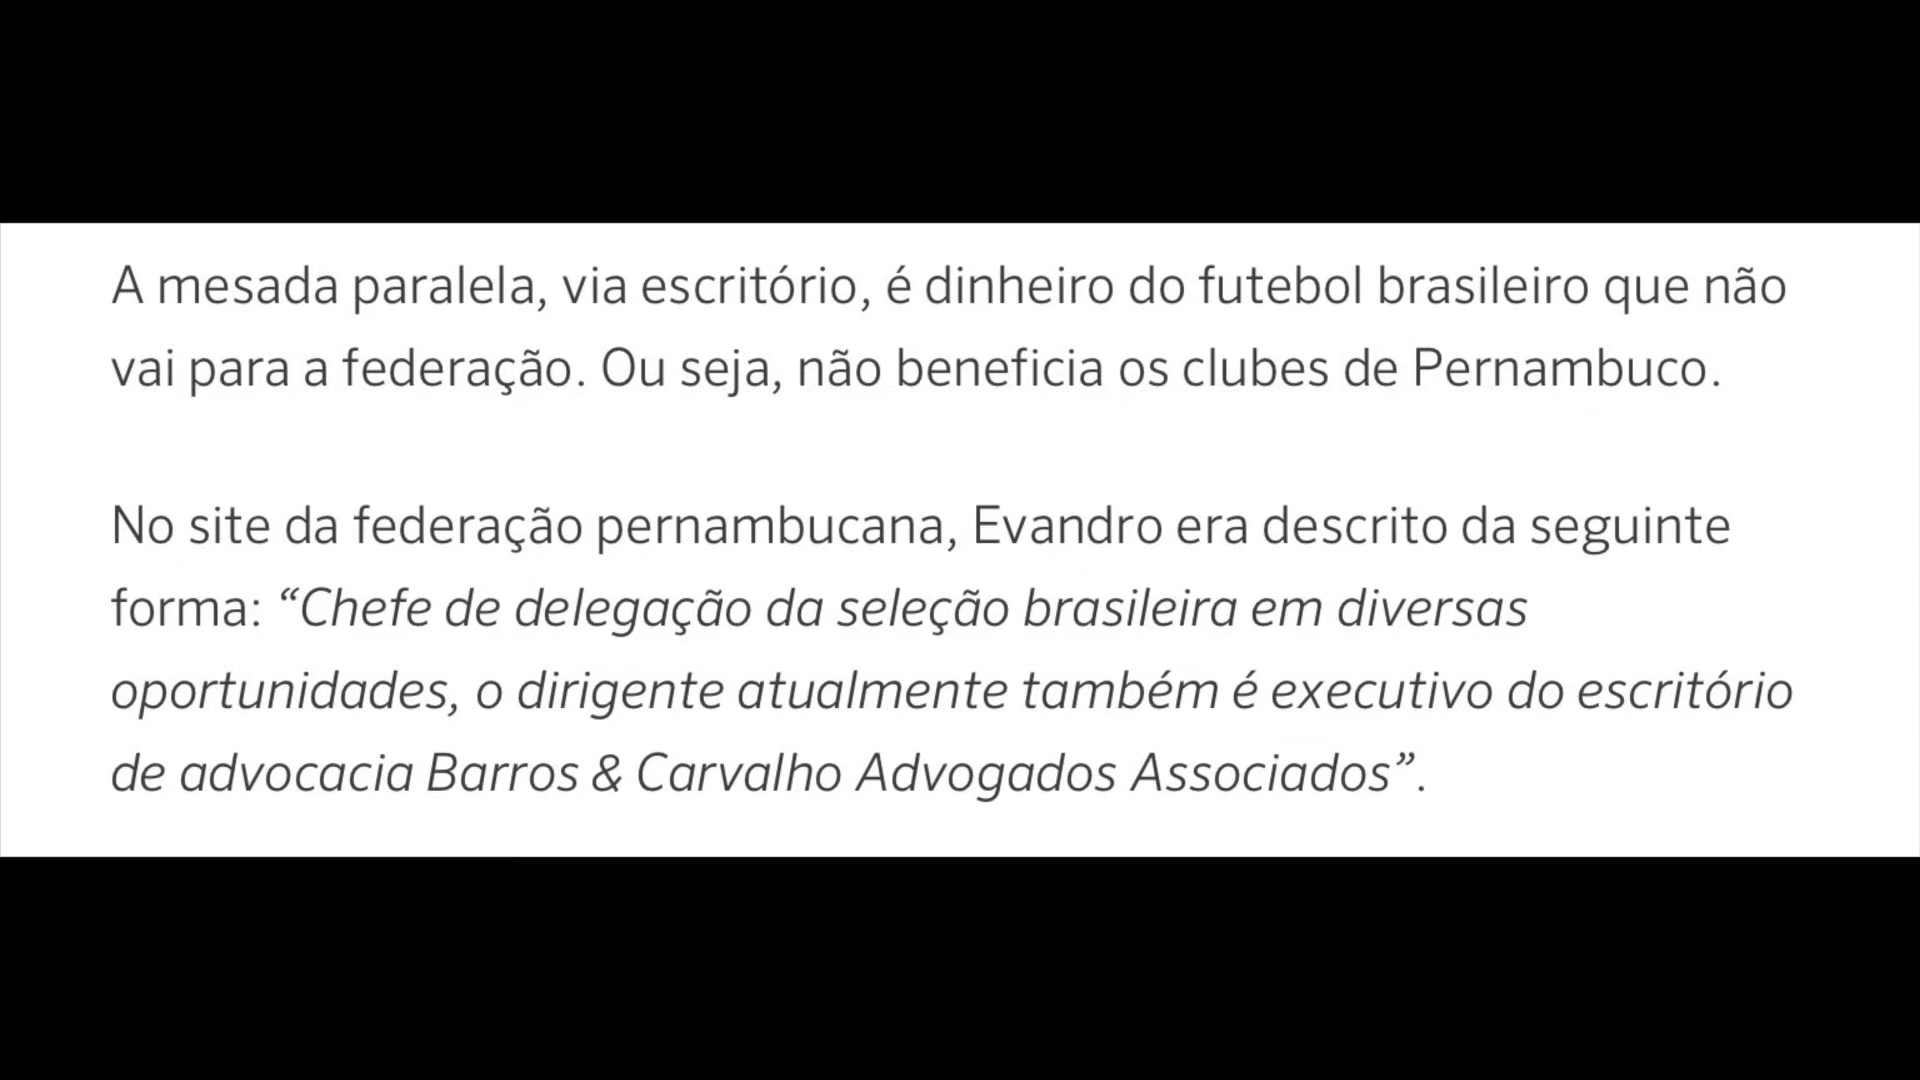 A mesada paralela, via escritório, é dinheiro do futebol brasileiro que não
vai para a federação. Ou seja, não beneficia os clubes de Pernambuco.
No site da federação pernambucana, Evandro era descrito da seguinte
forma: “Chefe de delegação da seleção brasileira em diversas
oportunidades, o dirigente atualmente também é executivo do escritório
de advocacia Barros & Carvalho Advogados Associados”.